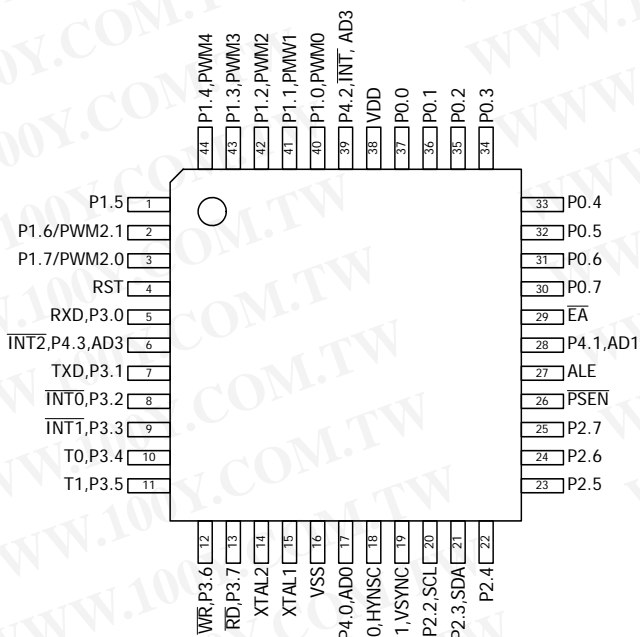 44 P1.4,PWM4
43 P1.3,PWM3
42 P1.2,PWM2
41 P1.1,PMW1
40 P1.0,PWM0
39 P4.2,INT, AD3
38 VDD
37 P0.0
36 P0.1
35 P0.2
34 P0.3
P1.5 1
P1.6/PWM2.1 2
P1.7/PWM2.0 3
RST 4
RXD,P3.0 5
INT2,P4.3,AD3 6
TXD,P3.1 7
INT0,P3.2 8
INT1,P3.3 9
T0,P3.4 10
T1,P3.5 11
33 P0.4
32 P0.5
31 P0.6
30 P0.7
29 EA
28 P4.1,AD1
27 ALE
26 PSEN
25 P2.7
24 P2.6
23 P2.5
WR,P3.6 12
RD,P3.7 13
XTAL2 14
XTAL1 15
VSS 16
P4.0,AD0 17
0,HYNSC 18
1,VSYNC 19
P2.2,SCL 20
P2.3,SDA 21
P2.4 22
WWW.100Y.COM.TW